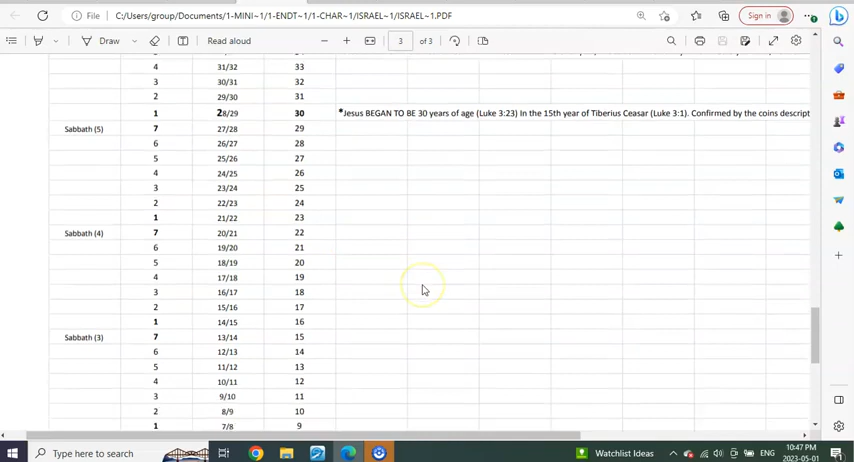 File C:/Users/group/Documents/1-MINI~1/1-ENDT~1/1-CHAR~1/ISRAEL~1/ISRAEL~1.PDF Sign in
Draw Read aloud 3 of 3
4 31/32 33
3 30/31 32
2 29/30 31
1 28/29 30 *Jesus BEGAN TO BE 30 years of age (Luke 3:23) In the 15th year of Tiberius Ceasar (Luke 3:1). Confirmed by the coins descript
Sabbath (5) 7 27/28 29
6 26/27 28
5 25/26 27
4 24/25 26
3 23/24 25
2 22/23 24
1 21/22 23
Sabbath (4) 7 20/21 22
6 19/20 21
5 18/19 20
4 17/18 19
3 16/17 18
2 15/16 17
1 14/15 16
Sabbath (3) 7 13/14 15
6 12/13 14
5 11/12 13
4 10/11 12
3 9/10 11
2 8/9 10
1 7/8 9
Type here to search Watchlist Ideas ENG 10:47 PM
2023-05-01